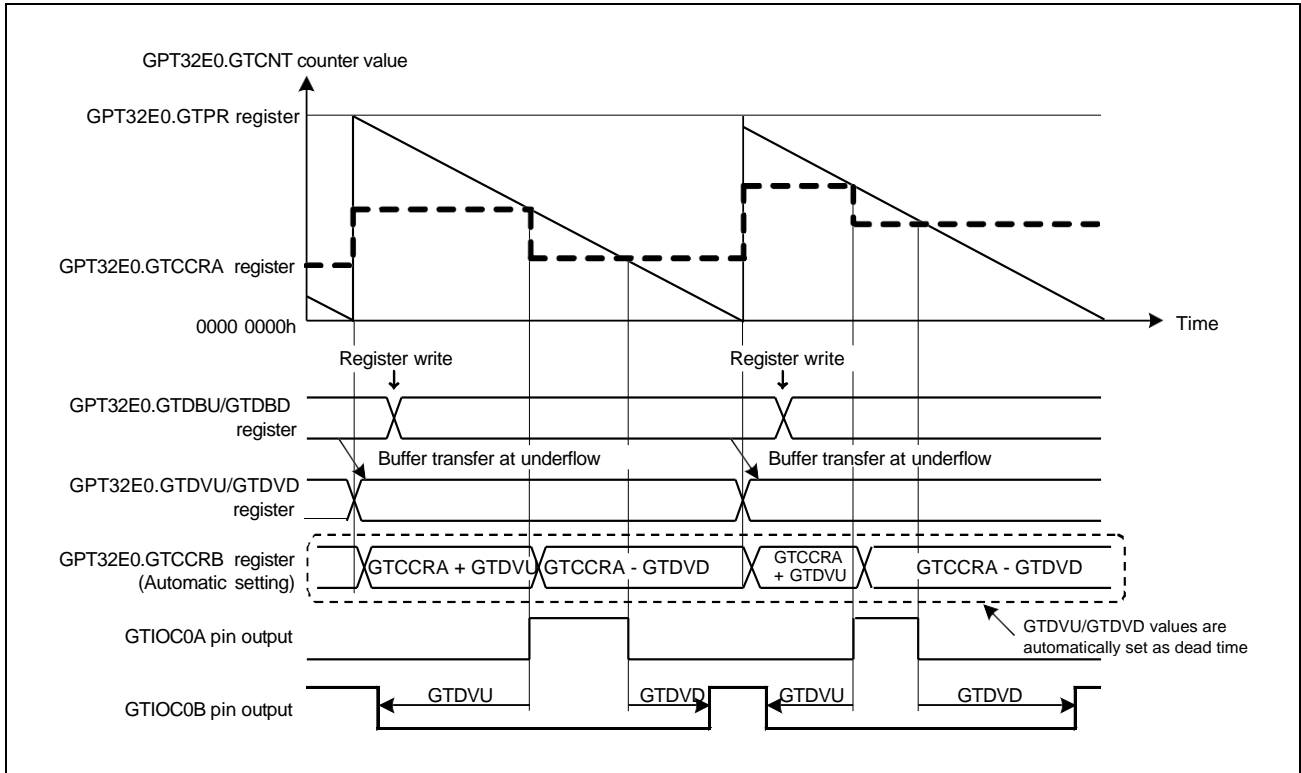 GPT32E0.GTCNT counter value
GPT32E0.GTPR register
GPT32E0.GTCCRA register
0000 0000h
Time
Register write
Register write
GPT32E0.GTDBU/GTDBD
register
Buffer transfer at underflow
Buffer transfer at underflow
GPT32E0.GTDVU/GTDVD
register
GPT32E0.GTCCRB register
(Automatic setting)
GTCCRA + GTDVU
GTCCRA - GTDVD
GTCCRA
+ GTDVU
GTCCRA - GTDVD
GTIOC0A pin output
GTDVU/GTDVD values are
automatically set as dead time
GTIOC0B pin output
GTDVU
GTDVD
GTDVU
GTDVD